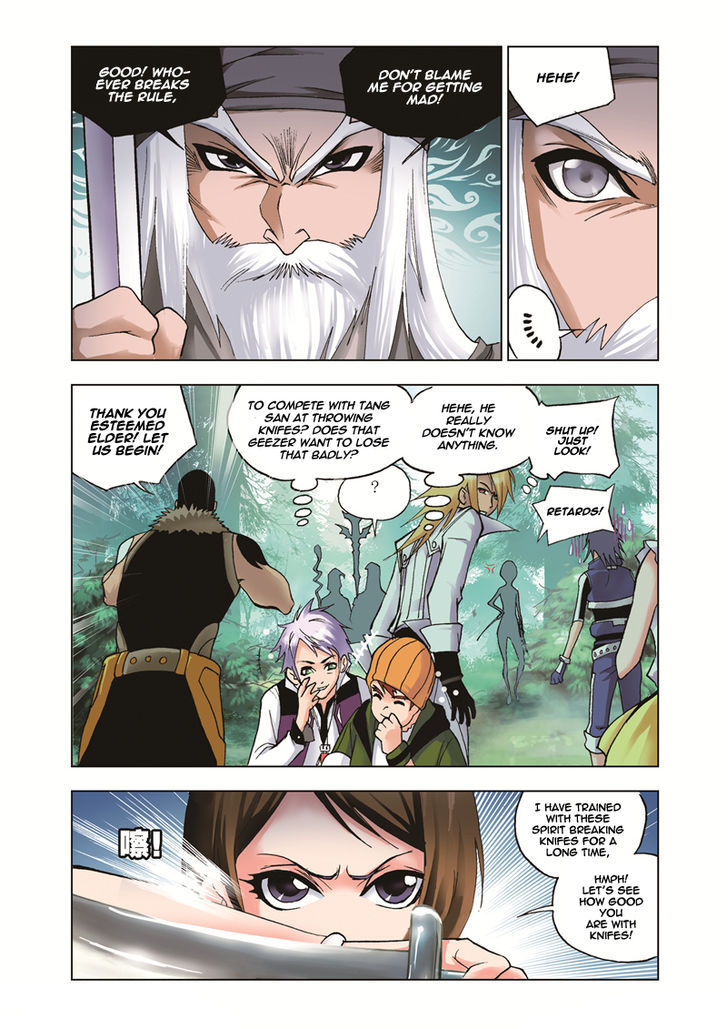 GOOD! WHO-
EVER BREAKS
THE RULE,
DON'T BLAME
ME FOR GETTING
MAD!
HEHE!
THANK YOU
ESTEEMED
ELDER! LET
US BEGIN!
TO COMPETE WITH TANG
SAN AT THROWING
KNIFES? DOES THAT
GEEZER WANT TO LOSE
THAT BADLY?
?
HEHE, HE
REALLY
DOESN'T KNOW
ANYTHING.
SHUT UP!
JUST
LOOK!
RETARDS!
嚓!
I HAVE TRAINED
WITH THESE
SPIRIT BREAKING
KNIFES FOR A
LONG TIME,
HMPH!
LET'S SEE
HOW GOOD
YOU
ARE WITH
KNIFES!